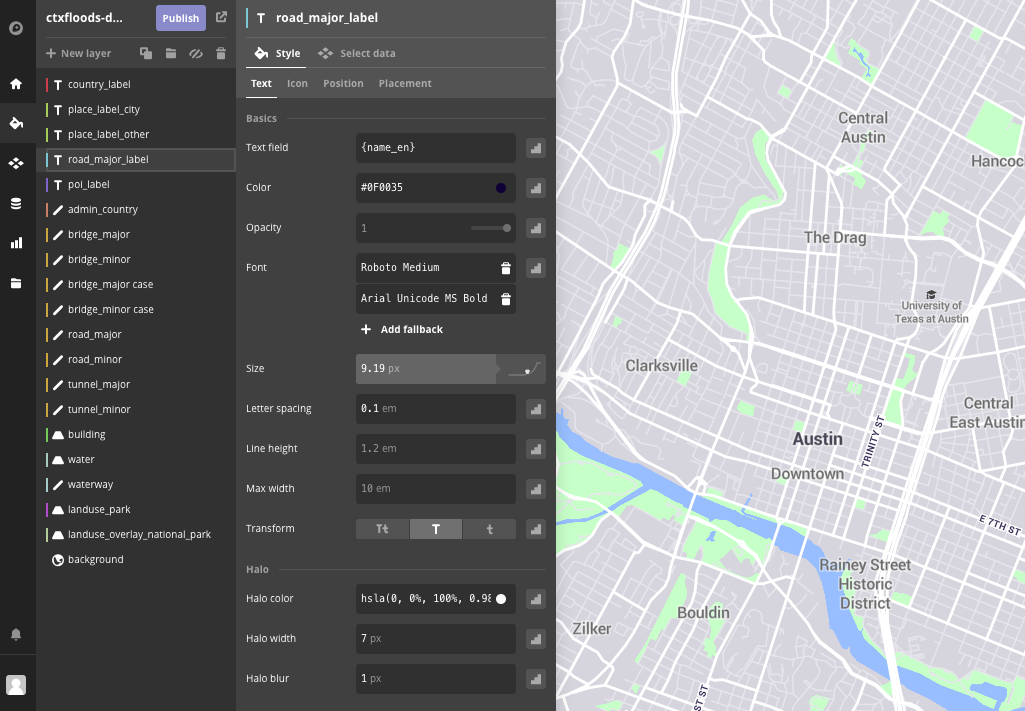 ctxfloods-d...
Publish
New layer
country_label
place_label_city
place_label_other
road_major_label
poi_label
admin_country
bridge_major
bridge_minor
bridge_major case
bridge_minor case
road_major
road_minor
tunnel_major
tunnel_minor
building
water
waterway
landuse_park
landuse_overlay_national_park
background
T road_major_label
Style
Select data
Text Icon Position Placement
Basics
Text field {name_en}
Color #0F0035
Opacity 1
Font Roboto Medium
Arial Unicode MS Bold
Add fallback
Size 9.19 px
Letter spacing 0.1 em
Line height 1.2 em
Max width 10 em
Transform Tt T t
Halo
Halo color hsla(0, 0%, 100%, 0.98
Halo width 7 px
Halo blur 1 px
Central
Austin
Hancoc
The Drag
University of
Texas at Austin
Clarksville
Central
East Austin
TRINITY ST
Austin
Downtown
E 7TH ST
Rainey Street
Historic
District
Bouldin
Zilker
ST ST